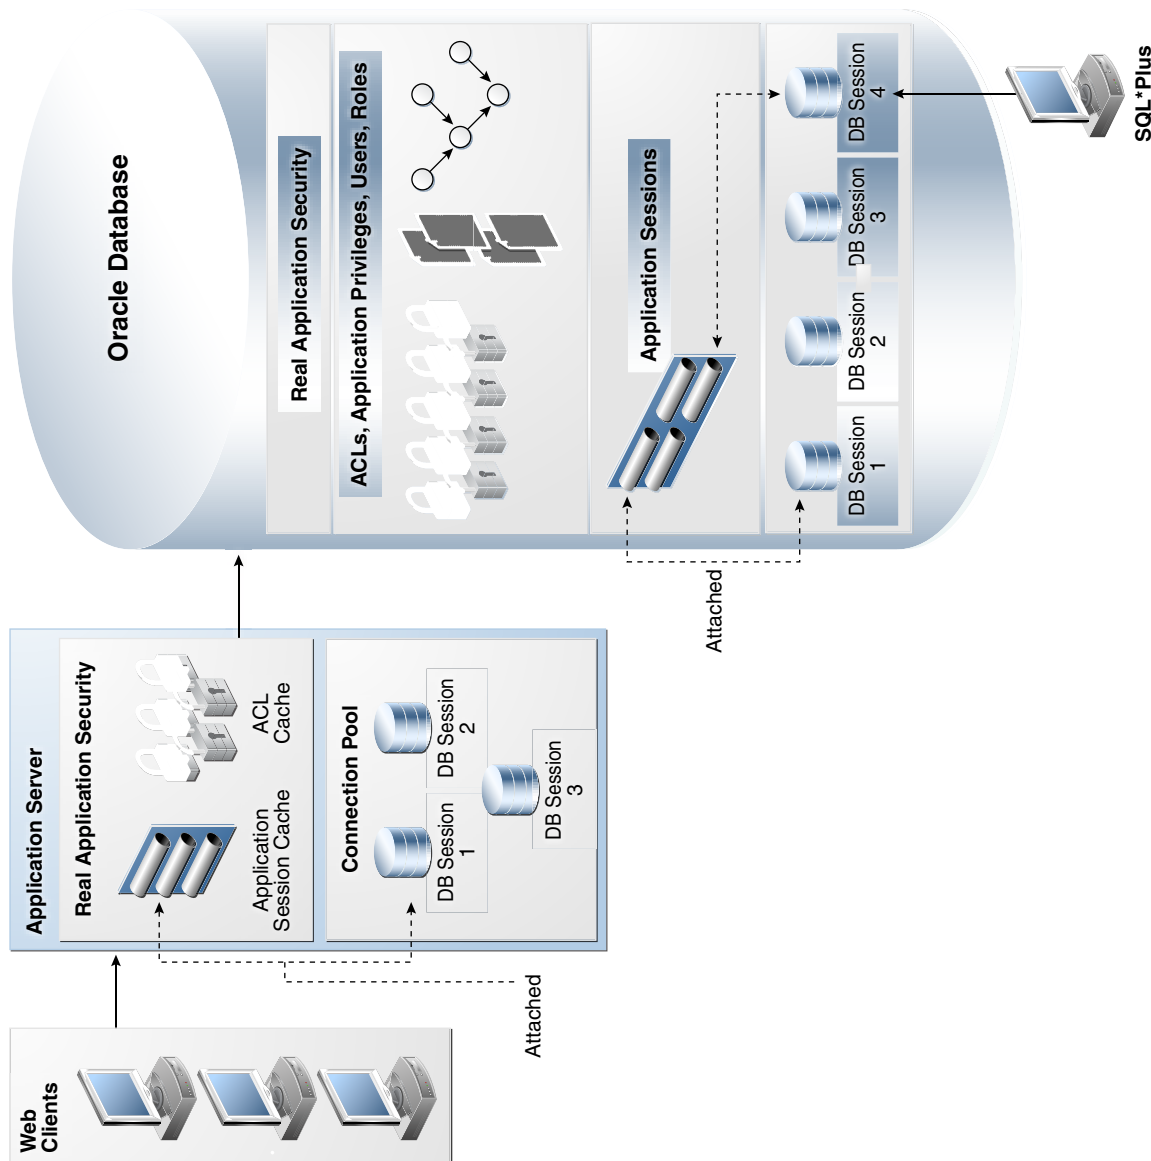 Web
Clients
Application Server
Real Application Security
Application
Session Cache
ACL
Cache
Connection Pool
DB Session
1
DB Session
2
DB Session
3
Attached
Oracle Database
Real Application Security
ACLs, Application Privileges, Users, Roles
Application Sessions
Attached
DB Session
1
DB Session
2
DB Session
3
DB Session
4
SQL*Plus